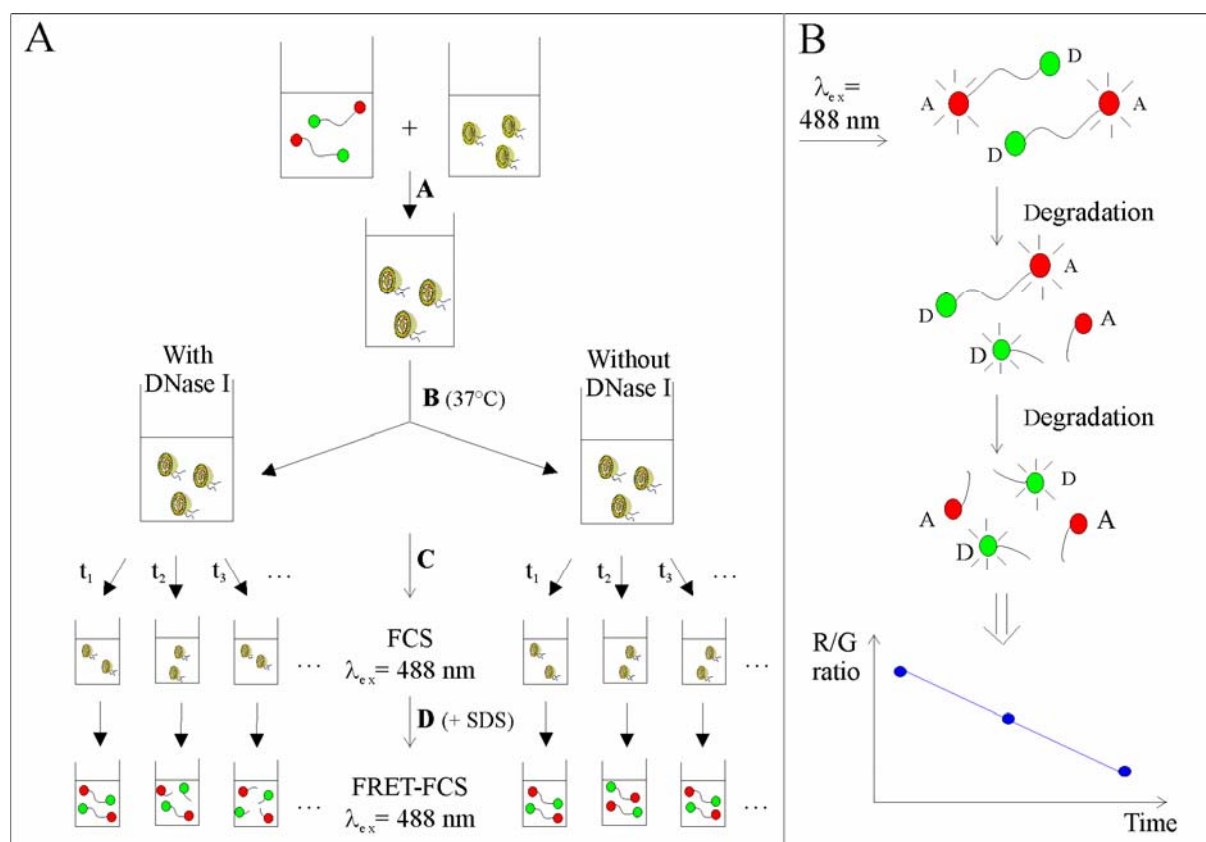 A
+
A
With
DNase I
Without
DNase I
B (37°C)
t₁ t₂ t₃ ...
C
t₁ t₂ t₃ ...
...
FCS
λex= 488 nm
...
D (+ SDS)
...
FRET-FCS
λex= 488 nm
...
B
λex=
488 nm
D
A
A
D
Degradation
A
D
A
D
Degradation
D
A
A
D
R/G
ratio
Time